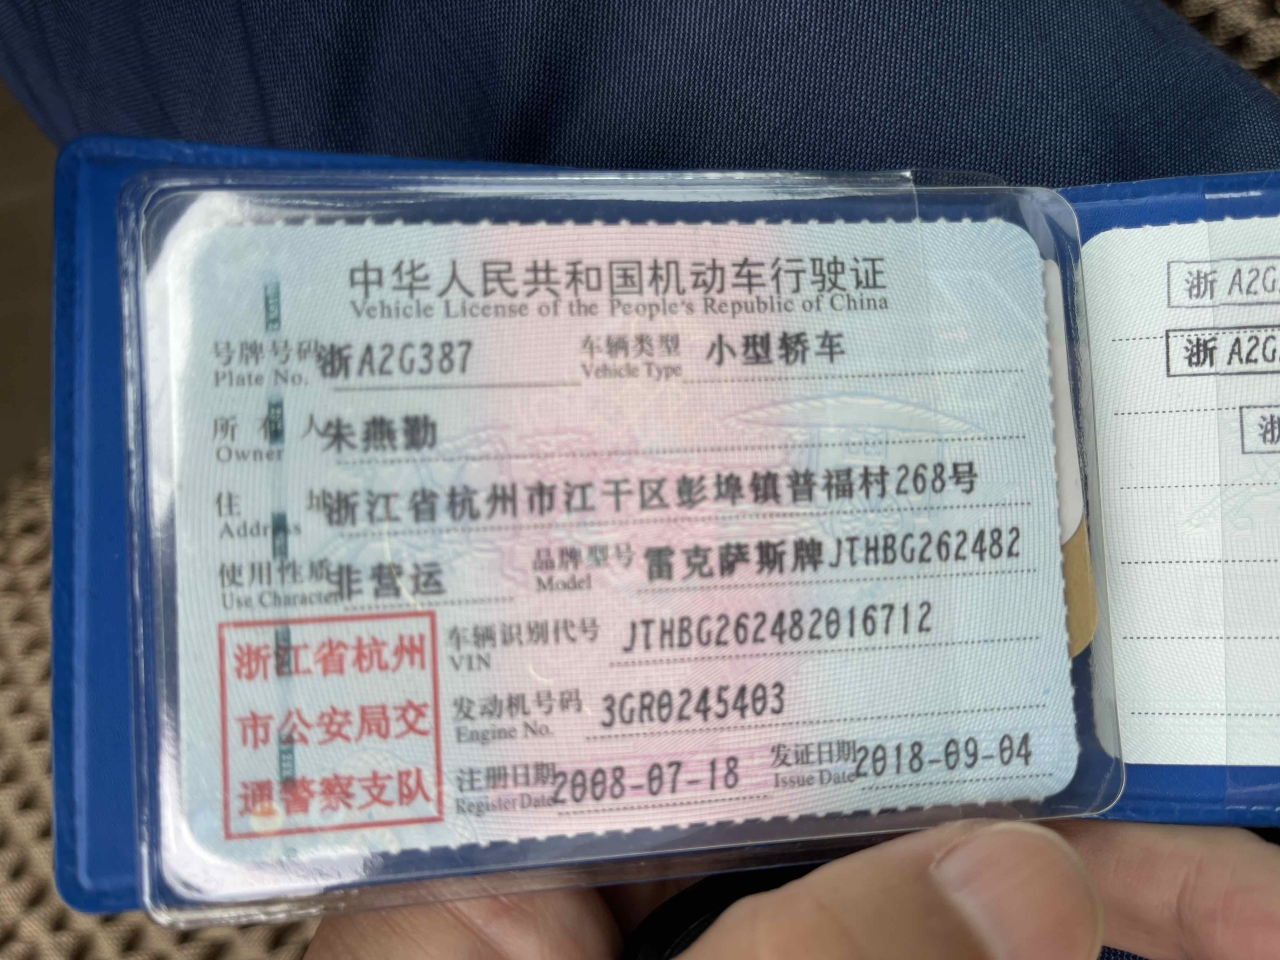 中华人民共和国机动车行驶证
Vehicle License of the People's Republic of China
号牌号码 浙A2G387 车辆类型 小型轿车
Plate No. Vehicle Type
所有人 朱燕勤
Owner
住址 浙江省杭州市江干区彭埠镇普福村268号
Address
使用性质 非营运 品牌型号 雷克萨斯牌JTHBG262482
Use Character Model
浙江省杭州
市公安局交
通警察支队
车辆识别代号 JTHBG262482016712
VIN
发动机号码 3GR0245403
Engine No.
注册日期 2008-07-18 发证日期 2018-09-04
Register Date Issue Date
浙 A2G
浙 A2G
浙